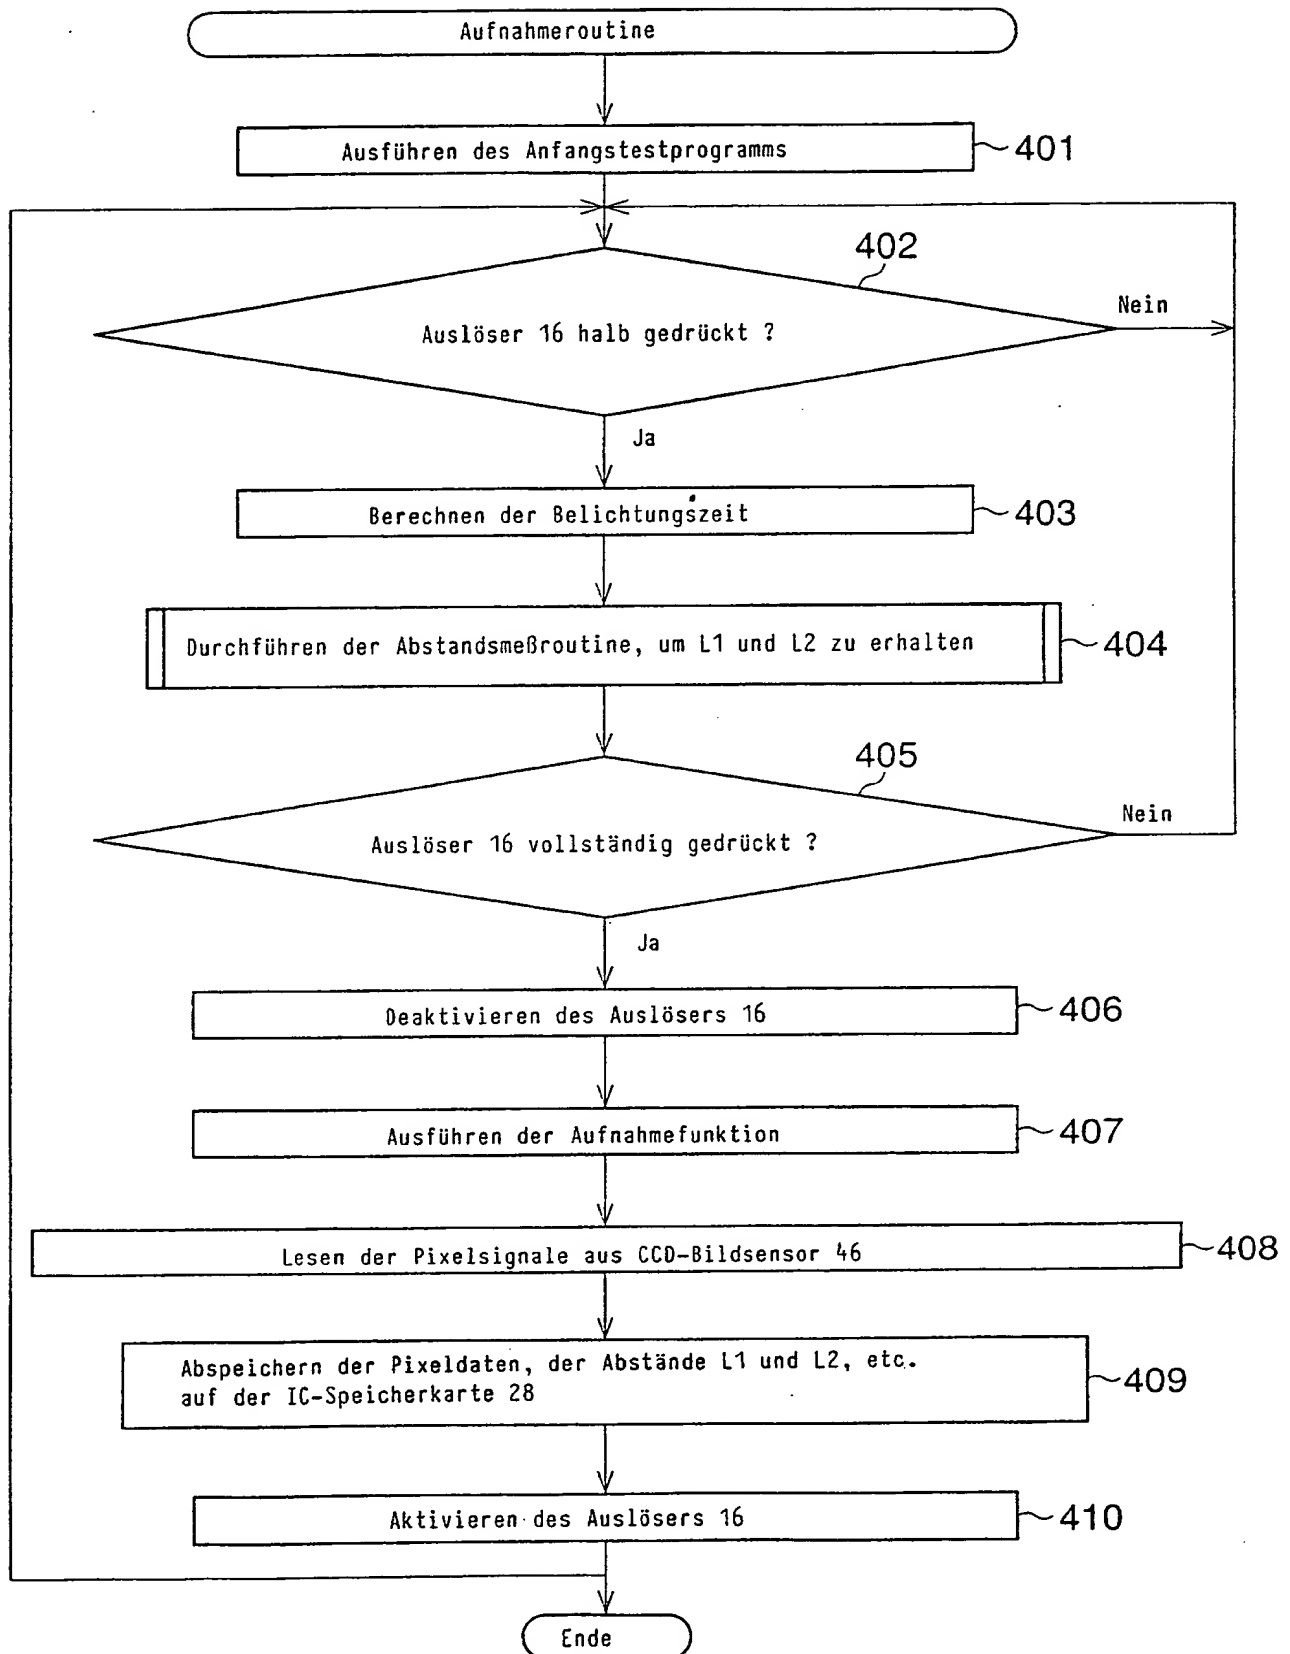 Aufnahmeroutine
Ausführen des Anfangstestprogramms
401
402
Nein
Auslöser 16 halb gedrückt ?
Ja
Berechnen der Belichtungszeit
403
Durchführen der Abstandsmeßroutine, um L1 und L2 zu erhalten
404
405
Nein
Auslöser 16 vollständig gedrückt ?
Ja
Deaktivieren des Auslösers 16
406
Ausführen der Aufnahmefunktion
407
Lesen der Pixelsignale aus CCD-Bildsensor 46
408
Abspeichern der Pixeldaten, der Abstände L1 und L2, etc.
auf der IC-Speicherkarte 28
409
Aktivieren des Auslösers 16
410
Ende